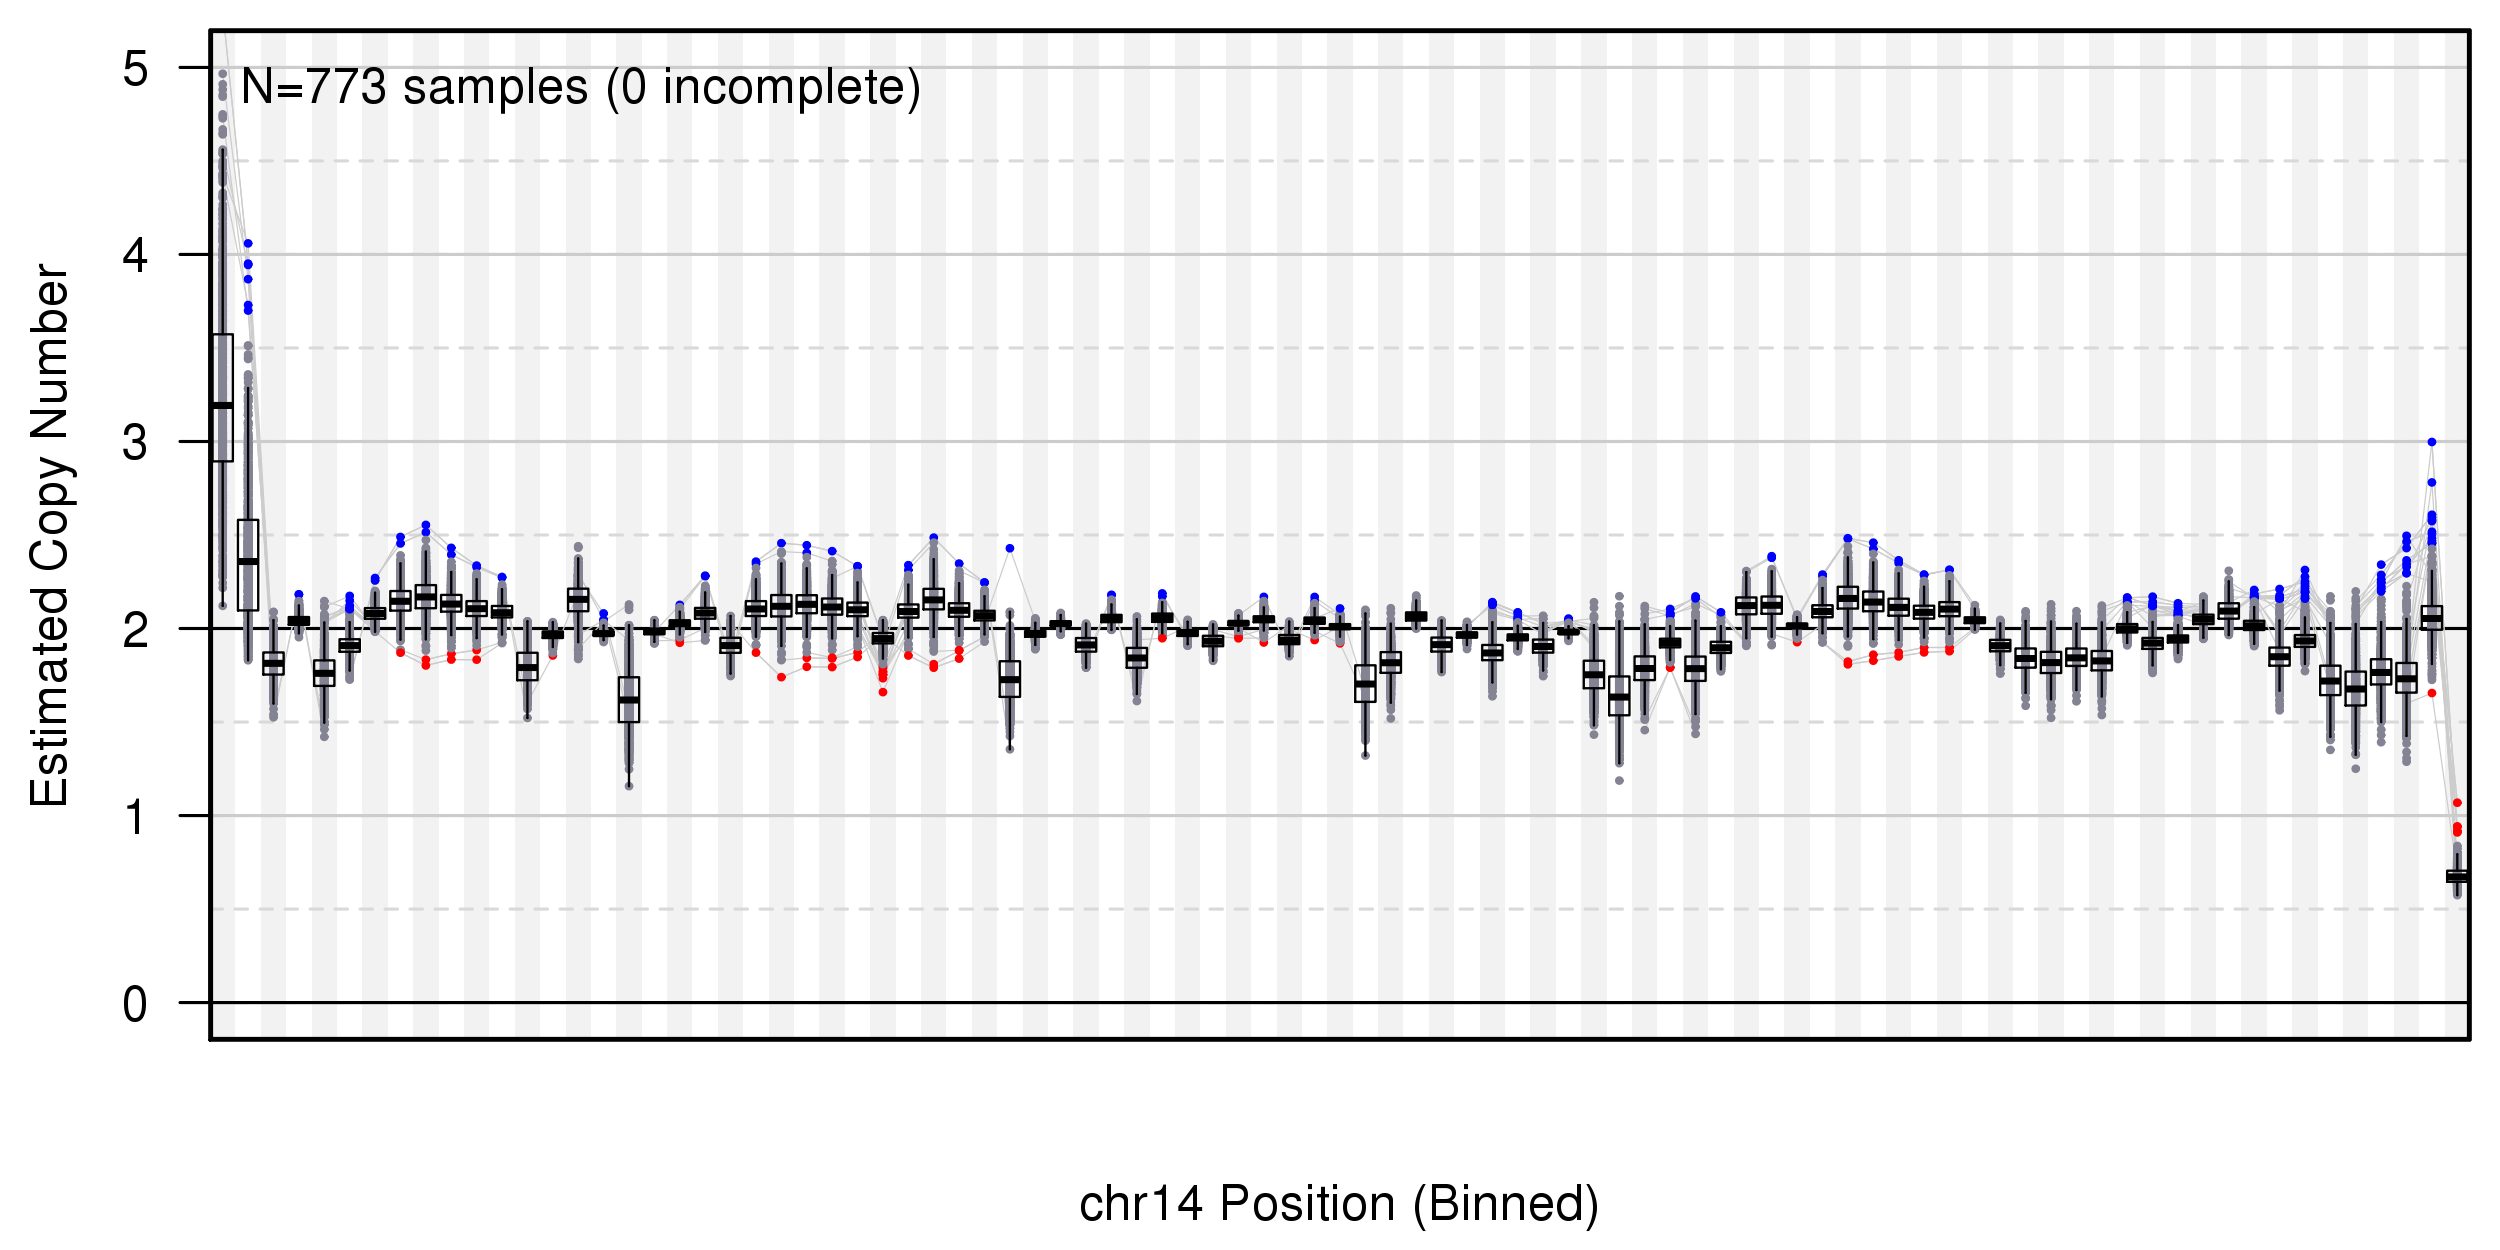 N=773 samples (0 incomplete)
5
4
3
2
1
0
Estimated Copy Number
chr14 Position (Binned)